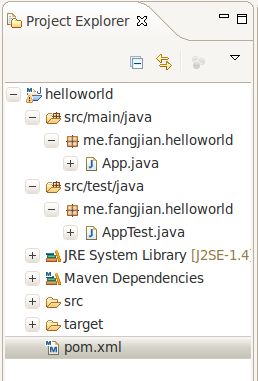 Project Explorer
helloworld
src/main/java
me.fangjian.helloworld
App.java
src/test/java
me.fangjian.helloworld
AppTest.java
JRE System Library [J2SE-1.4]
Maven Dependencies
src
target
pom.xml